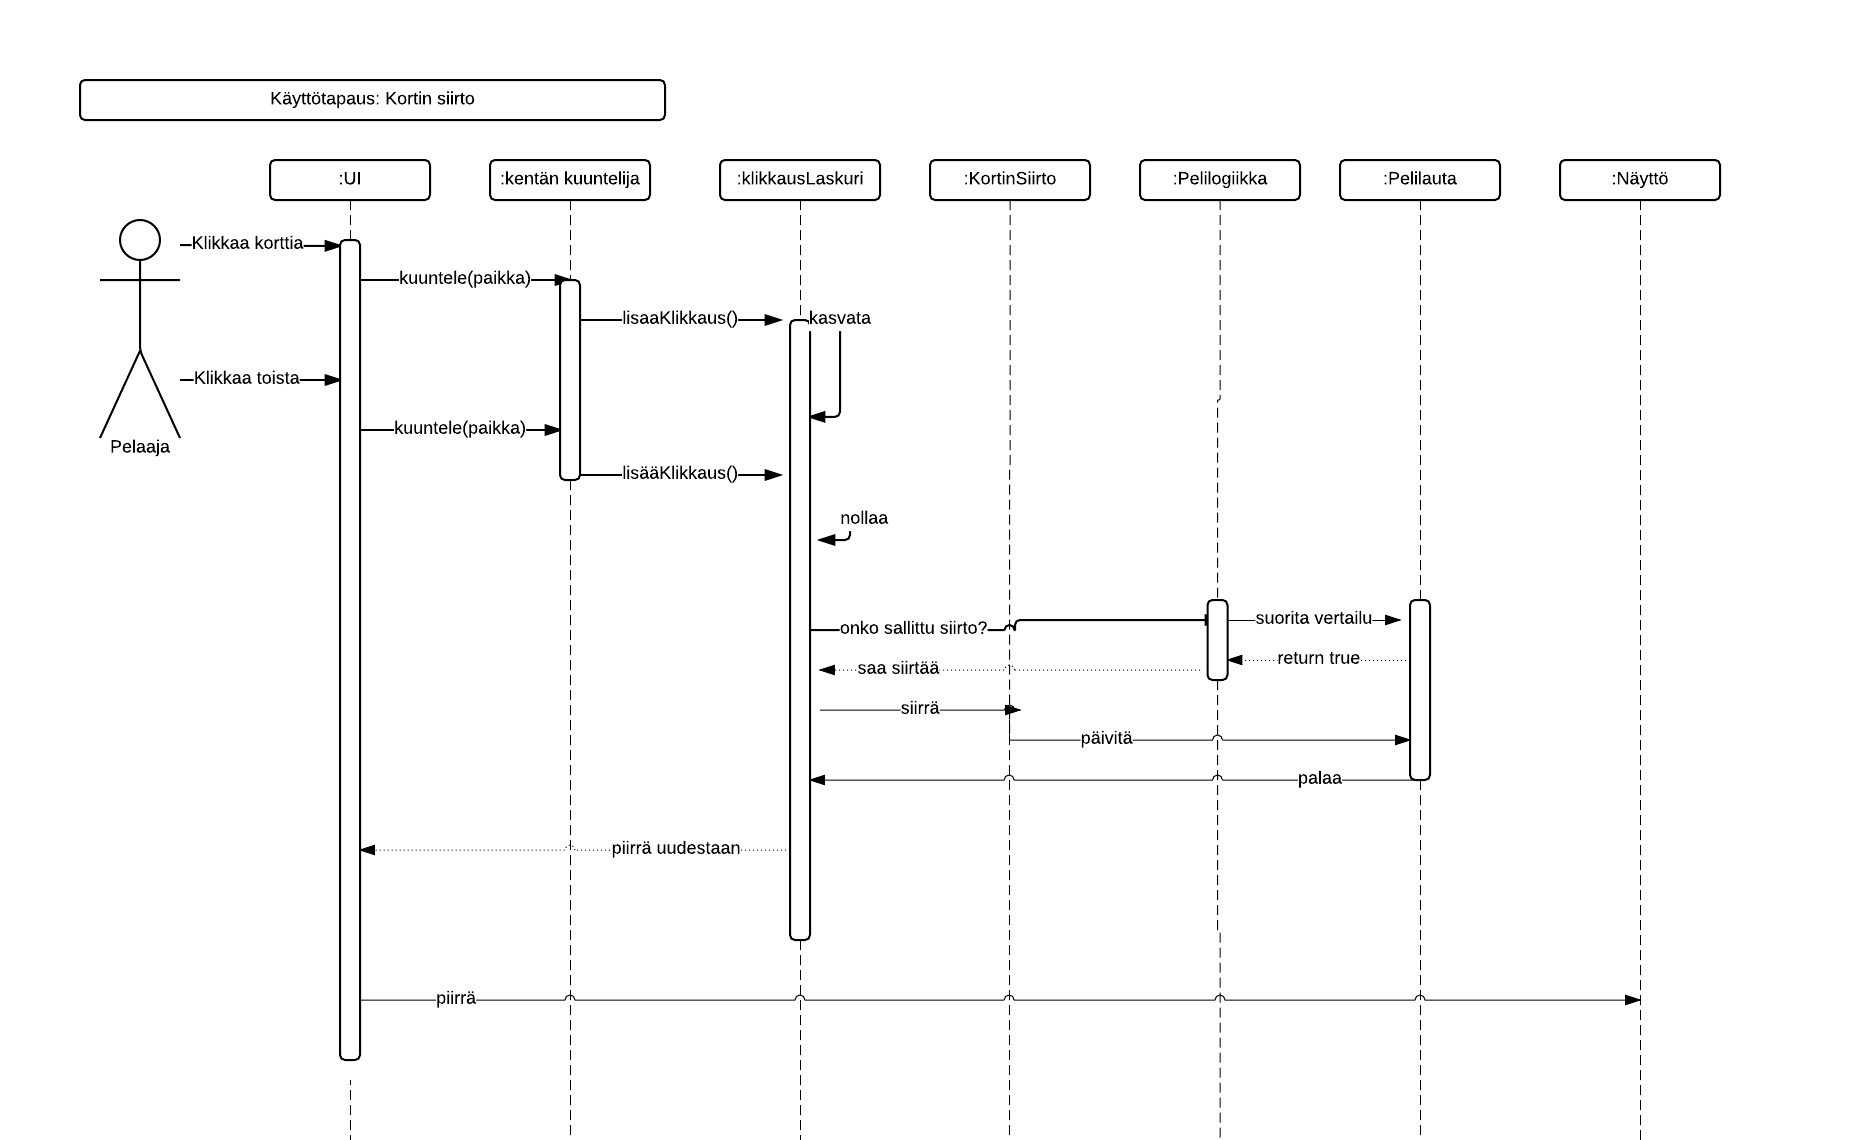 Käyttötapaus: Kortin siirto
:UI
:kentän kuuntelija
:klikkausLaskuri
:KortinSiirto
:Pelilogiikka
:Pelilauta
:Näyttö
Klikkaa korttia
kuuntele(paikka)
lisaaKlikkaus()
kasvata
Klikkaa toista
kuuntele(paikka)
Pelaaja
lisääKlikkaus()
nollaa
onko sallittu siirto?
suorita vertailu
return true
saa siirtää
siirrä
päivitä
palaa
piirrä uudestaan
piirrä